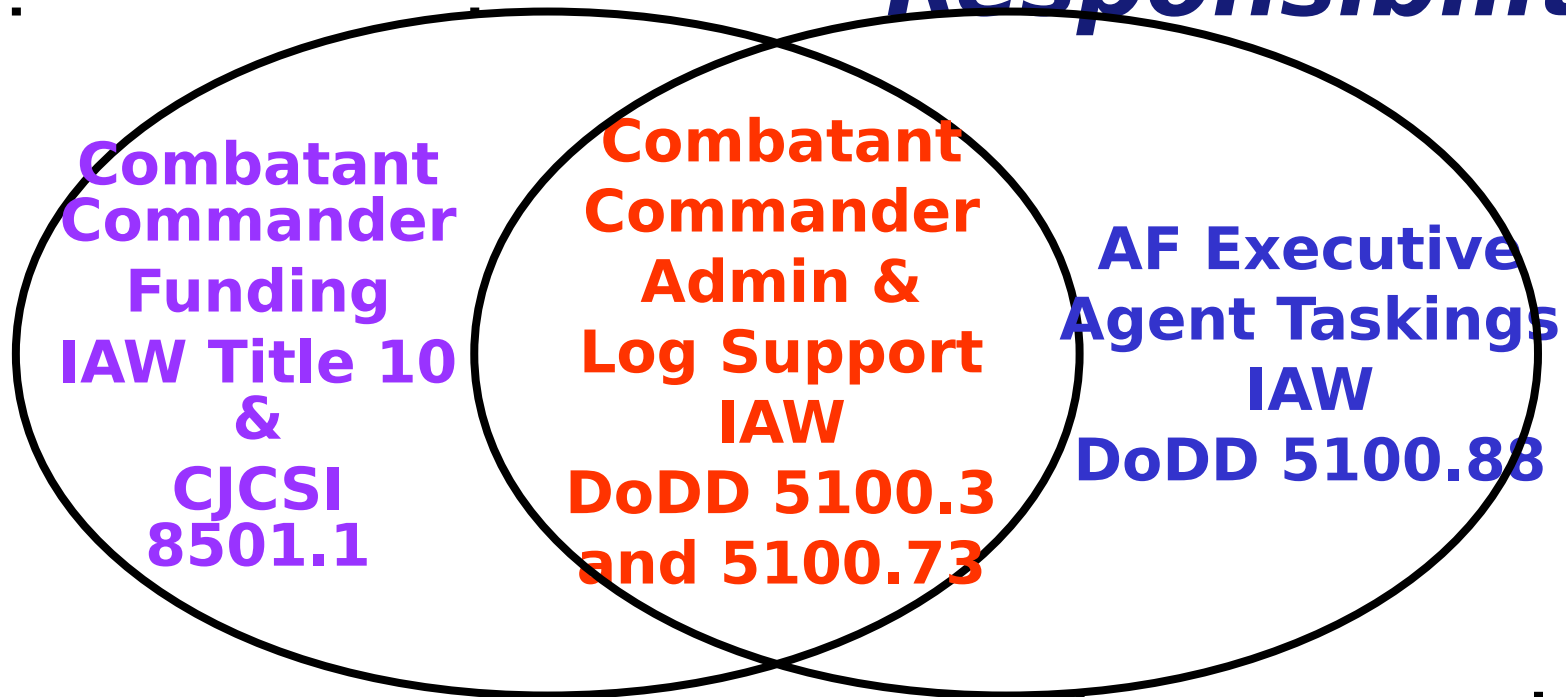 Combatant
Commander
Funding
IAW Title 10
&
CJCSI
8501.1
Combatant
Commander
Admin &
Log Support
IAW
DoDD 5100.3
and 5100.73
AF Executive
Agent Taskings
IAW
DoDD 5100.88